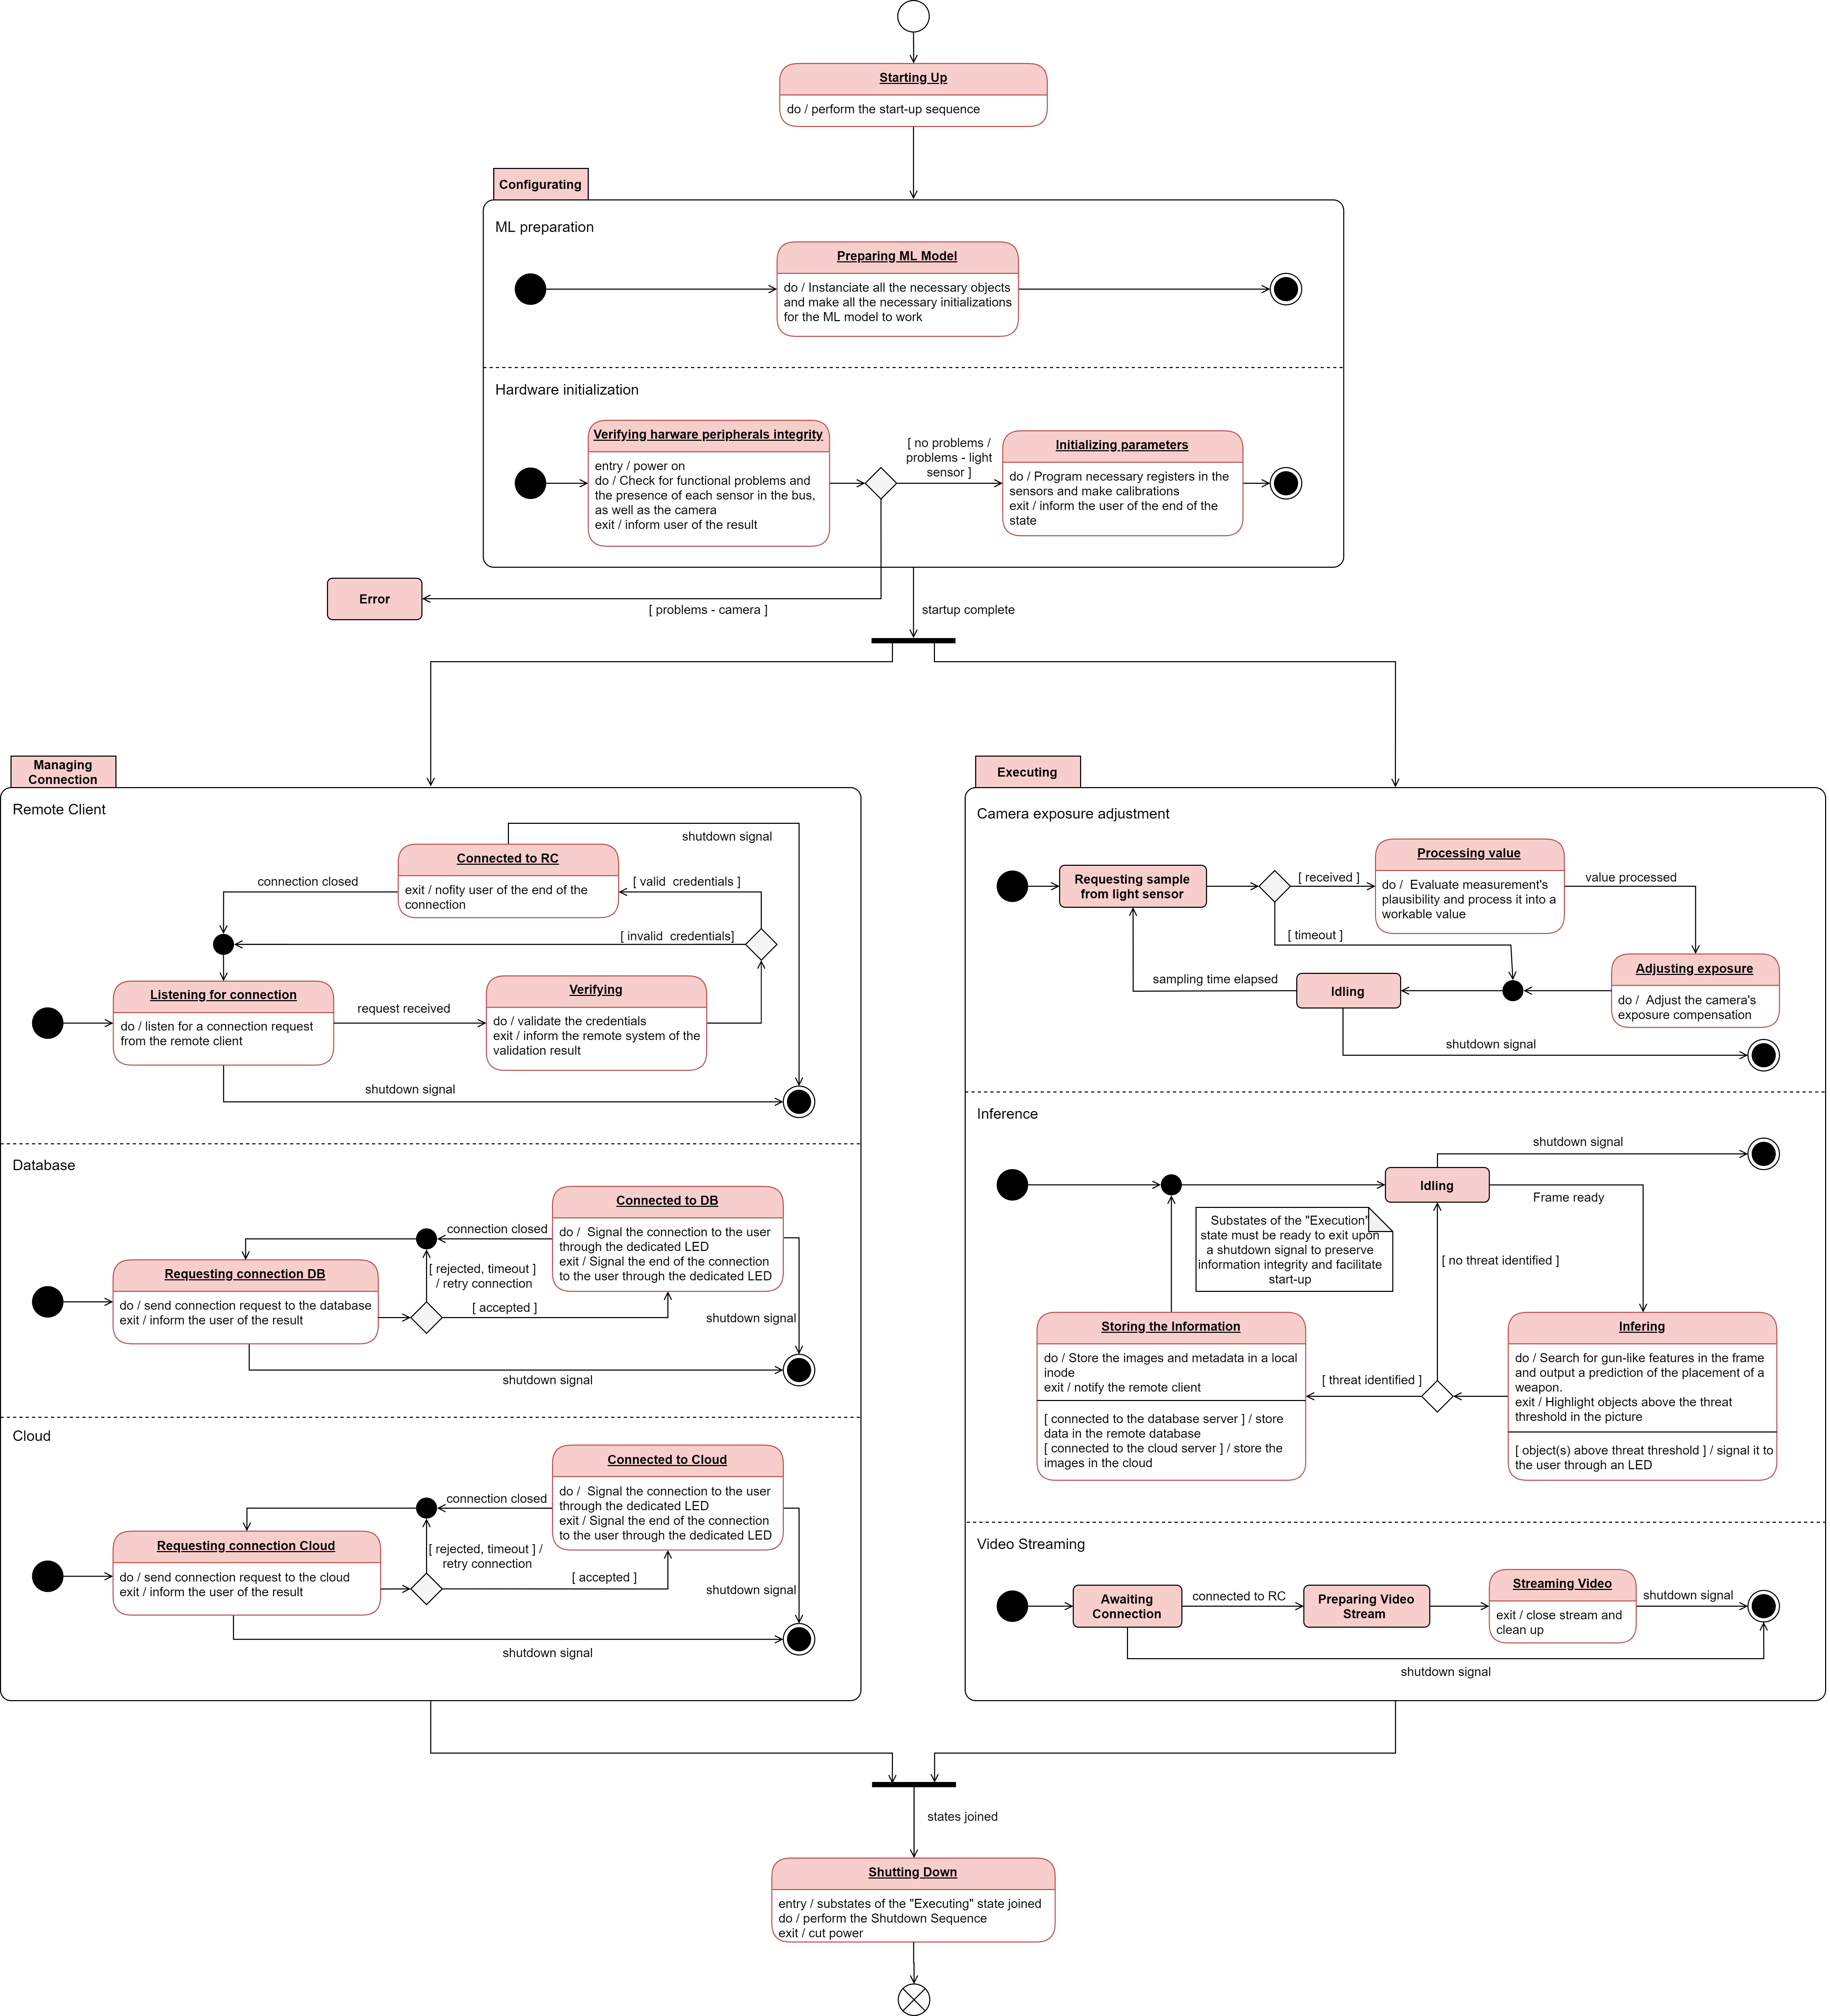 Starting Up
do / perform the start-up sequence
Configurating
ML preparation
Preparing ML Model
do / Instanciate all the necessary objects
and make all the necessary initializations
for the ML model to work
Hardware initialization
Verifying harware peripherals integrity
entry / power on
do / Check for functional problems and
the presence of each sensor in the bus,
as well as the camera
exit / inform user of the result
[ no problems /
problems - light
sensor ]
Initializing parameters
do / Program necessary registers in the
sensors and make calibrations
exit / inform the user of the end of the
state
Error
[ problems - camera ]
startup complete
Managing
Connection
Remote Client
shutdown signal
Connected to RC
exit / nofity user of the end of the
connection
connection closed
[ valid  credentials ]
[ invalid  credentials]
Listening for connection
do / listen for a connection request
from the remote client
request received
Verifying
do / validate the credentials
exit / inform the remote system of the
validation result
shutdown signal
Database
Connected to DB
do /  Signal the connection to the user
through the dedicated LED
exit / Signal the end of the connection
to the user through the dedicated LED
connection closed
[ rejected, timeout ]
/ retry connection
Requesting connection DB
do / send connection request to the database
exit / inform the user of the result
[ accepted ]
shutdown signal
shutdown signal
Cloud
Connected to Cloud
do /  Signal the connection to the user
through the dedicated LED
exit / Signal the end of the connection
to the user through the dedicated LED
connection closed
[ rejected, timeout ] /
retry connection
Requesting connection Cloud
do / send connection request to the cloud
exit / inform the user of the result
[ accepted ]
shutdown signal
shutdown signal
Executing
Camera exposure adjustment
Requesting sample
from light sensor
[ received ]
Processing value
do /  Evaluate measurement's
plausibility and process it into a
workable value
value processed
[ timeout ]
Adjusting exposure
do /  Adjust the camera's
exposure compensation
Idling
sampling time elapsed
shutdown signal
Inference
shutdown signal
Idling
Frame ready
Substates of the "Execution"
state must be ready to exit upon
a shutdown signal to preserve
information integrity and facilitate
start-up
[ no threat identified ]
Storing the Information
do / Store the images and metadata in a local
inode
exit / notify the remote client
[ connected to the database server ] / store
data in the remote database
[ connected to the cloud server ] / store the
images in the cloud
[ threat identified ]
Infering
do / Search for gun-like features in the frame
and output a prediction of the placement of a
weapon.
exit / Highlight objects above the threat
threshold in the picture
[ object(s) above threat threshold ] / signal it to
the user through an LED
Video Streaming
Awaiting
Connection
connected to RC
Preparing Video
Stream
Streaming Video
exit / close stream and
clean up
shutdown signal
shutdown signal
states joined
Shutting Down
entry / substates of the "Executing" state joined
do / perform the Shutdown Sequence
exit / cut power